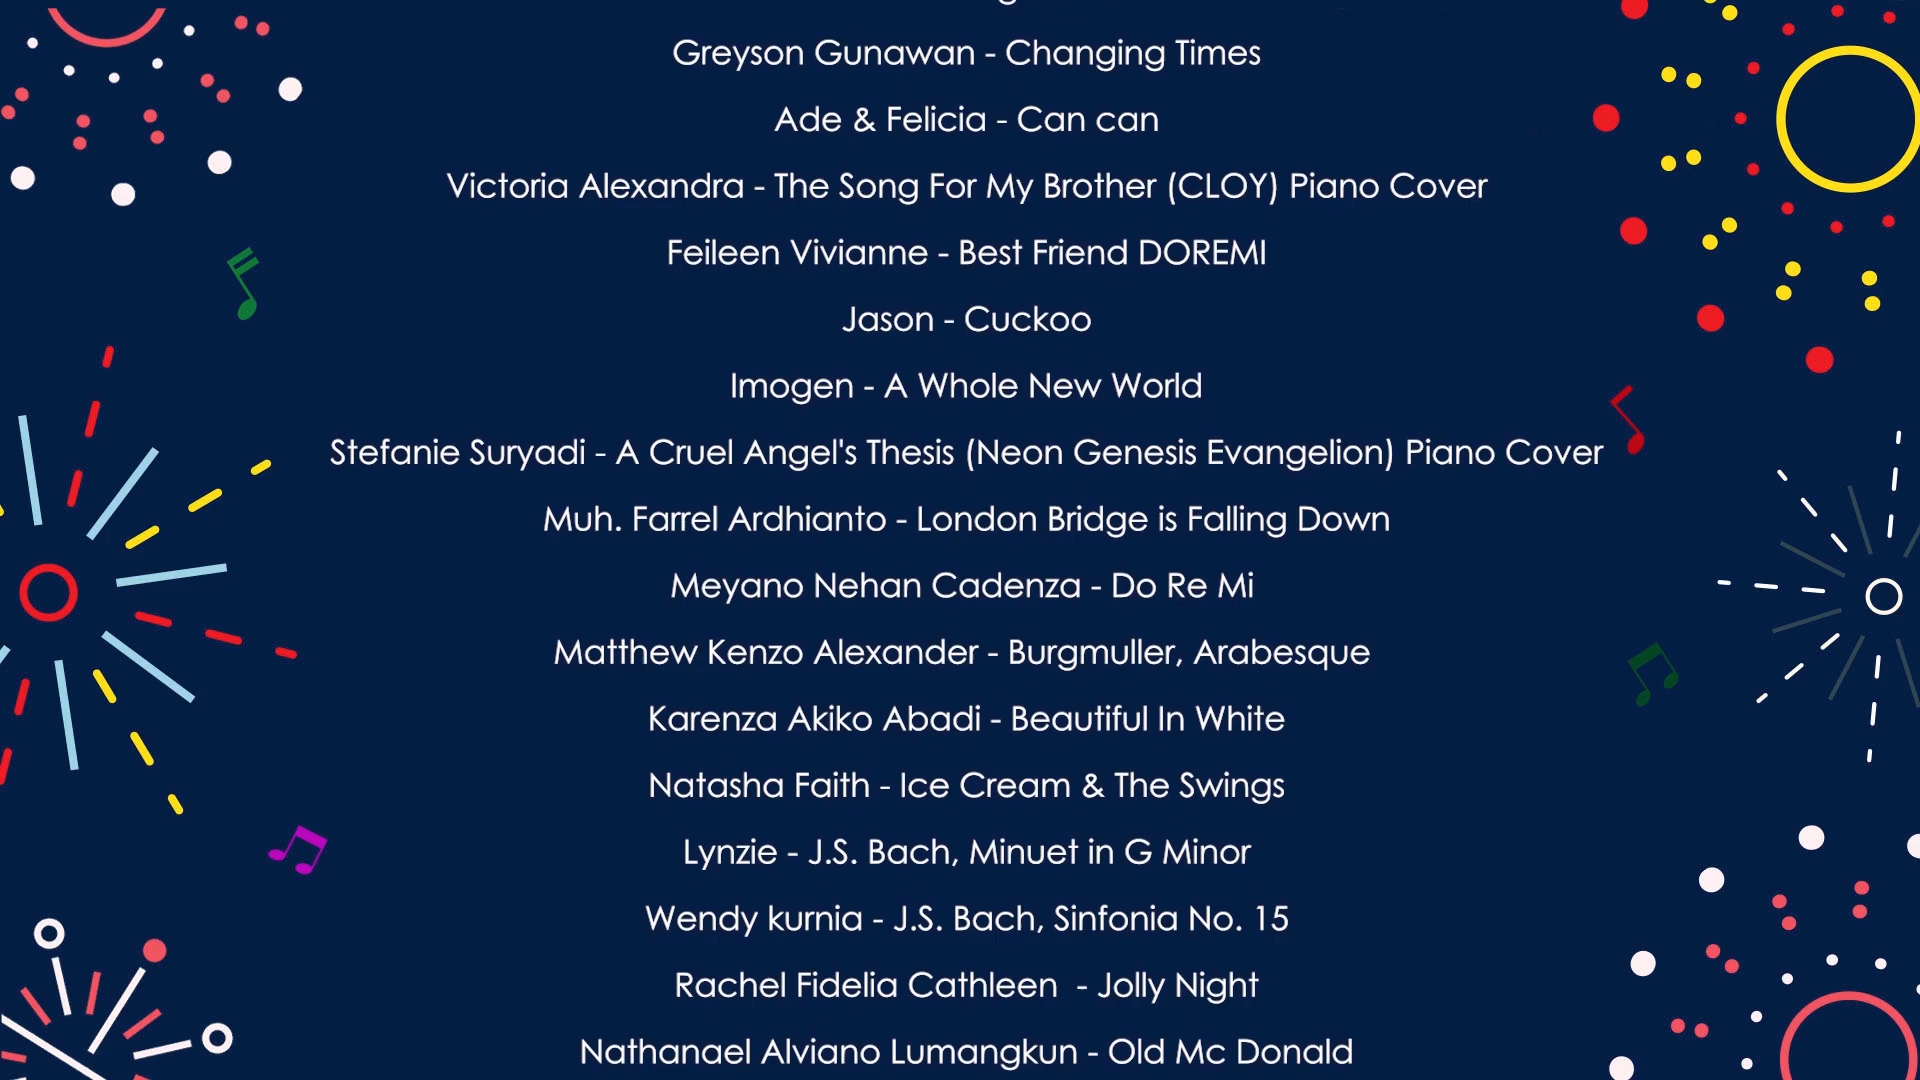 Greyson Gunawan - Changing Times
Ade & Felicia - Can can
Victoria Alexandra - The Song For My Brother (CLOY) Piano Cover
Feileen Vivianne - Best Friend DOREMI
Jason - Cuckoo
Imogen - A Whole New World
Stefanie Suryadi - A Cruel Angel's Thesis (Neon Genesis Evangelion) Piano Cover
Muh. Farrel Ardhianto - London Bridge is Falling Down
Meyano Nehan Cadenza - Do Re Mi
Matthew Kenzo Alexander - Burgmuller, Arabesque
Karenza Akiko Abadi - Beautiful In White
Natasha Faith - Ice Cream & The Swings
Lynzie - J.S. Bach, Minuet in G Minor
Wendy kurnia - J.S. Bach, Sinfonia No. 15
Rachel Fidelia Cathleen  - Jolly Night
Nathanael Alviano Lumangkun - Old Mc Donald